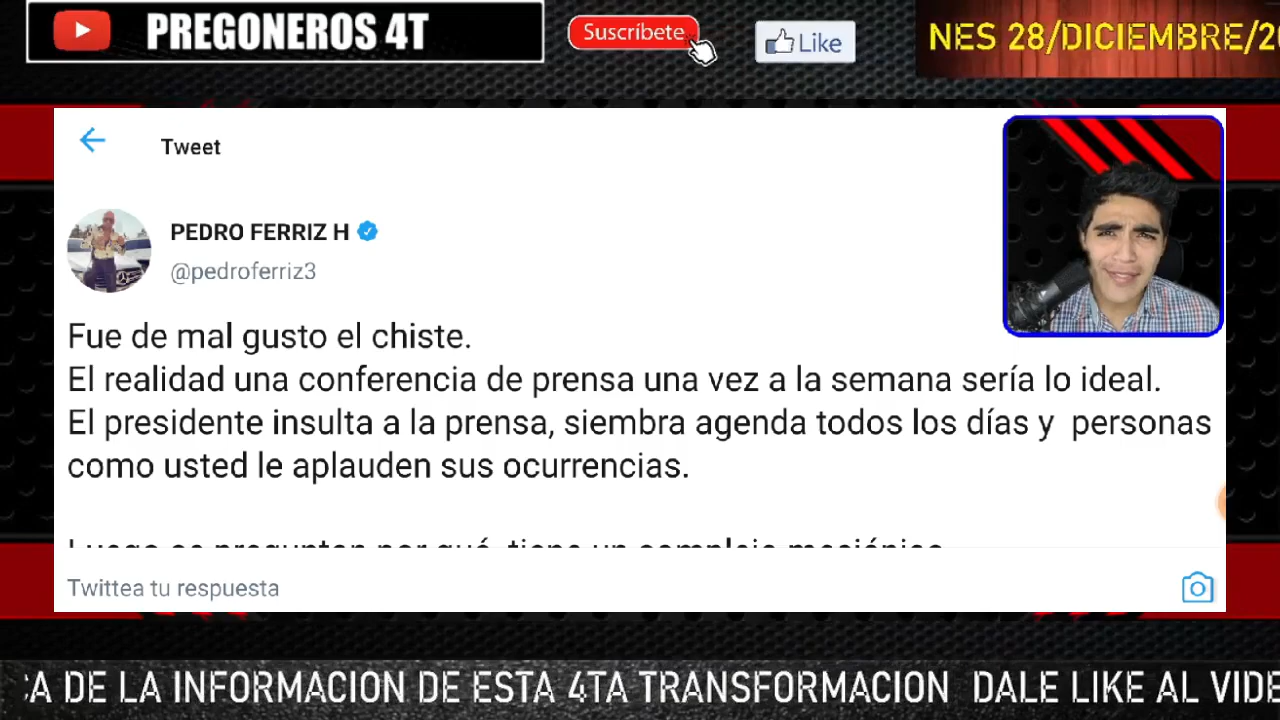 PREGONEROS 4T
Suscríbete
Like
NES 28/DICIEMBRE/2
Tweet
PEDRO FERRIZ H
@pedroferriz3
Fue de mal gusto el chiste.
El realidad una conferencia de prensa una vez a la semana sería lo ideal.
El presidente insulta a la prensa, siembra agenda todos los días y personas
como usted le aplauden sus ocurrencias.
Luego se preguntan por qué tiene un complejo mesiánico
Twittea tu respuesta
A DE LA INFORMACION DE ESTA 4TA TRANSFORMACION DALE LIKE AL VIDE